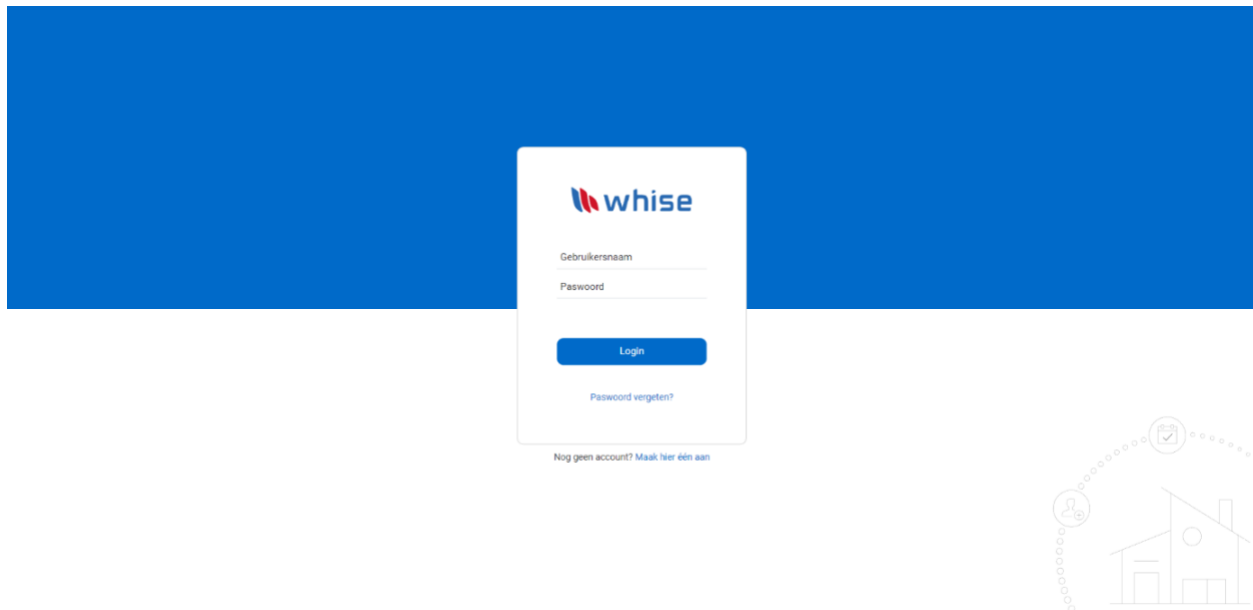 whise
Gebruikersnaam
Paswoord
Login
Paswoord vergeten?
Nog geen account? Maak hier één aan